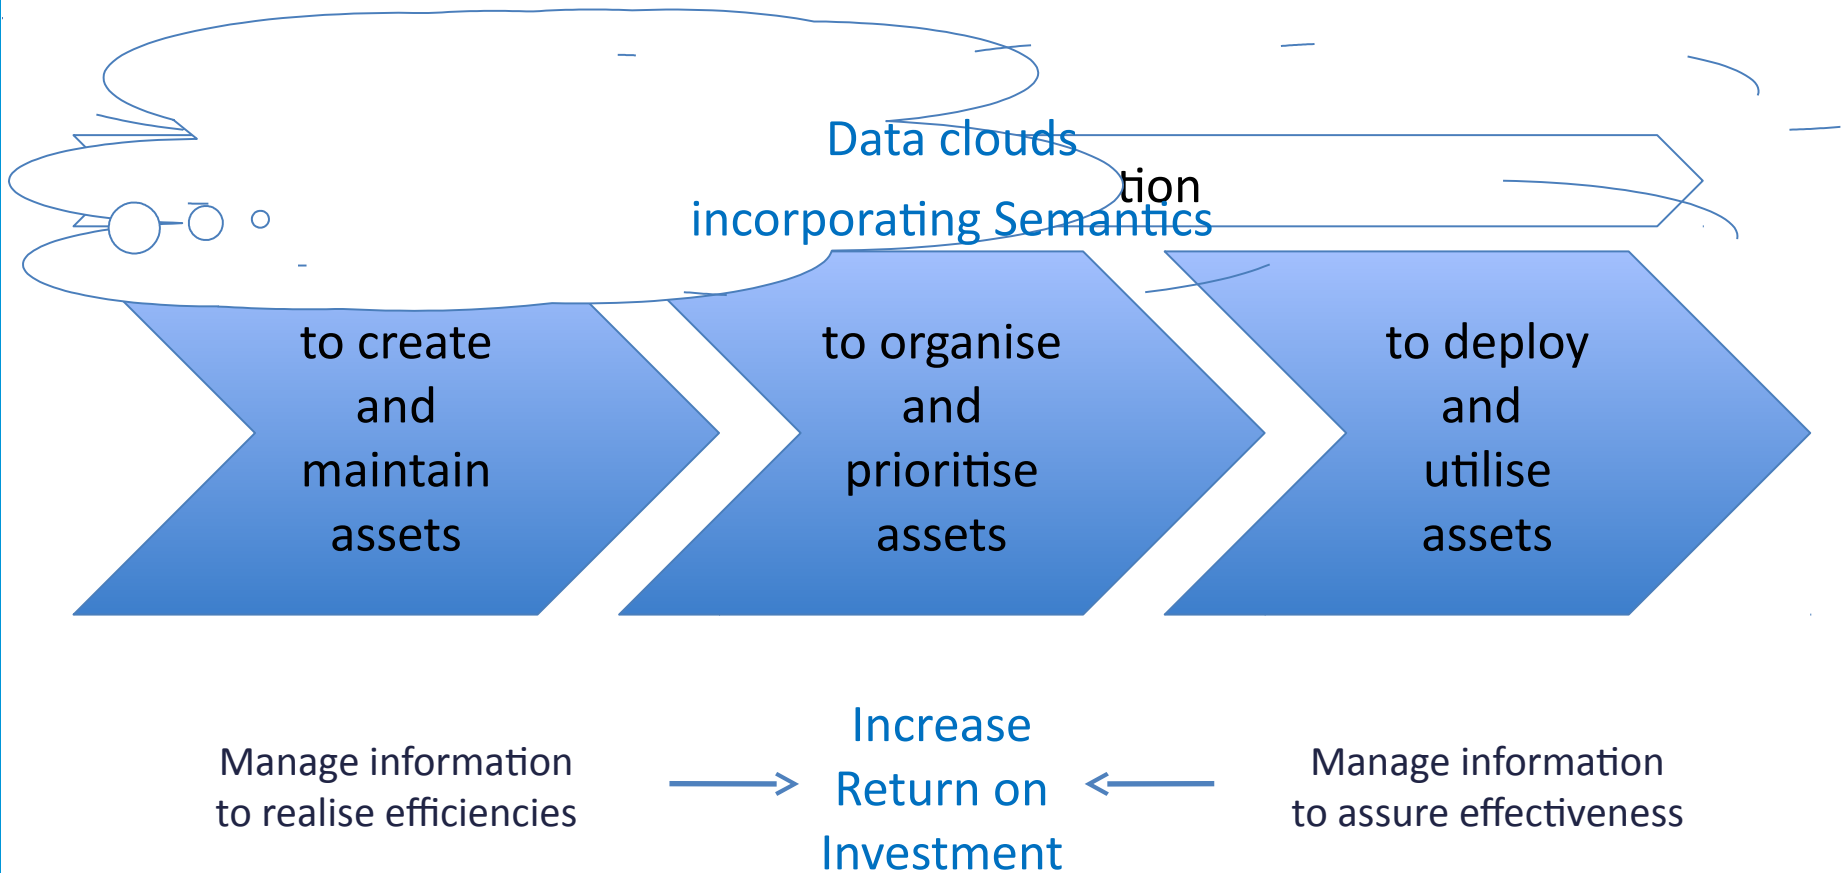 Data clouds
tion
incorporating Semantics
to create
and
maintain
assets
to organise
and
prioritise
assets
to deploy
and
utilise
assets
Manage information
to realise efficiencies
Increase
Return on
Investment
Manage information
to assure effectiveness